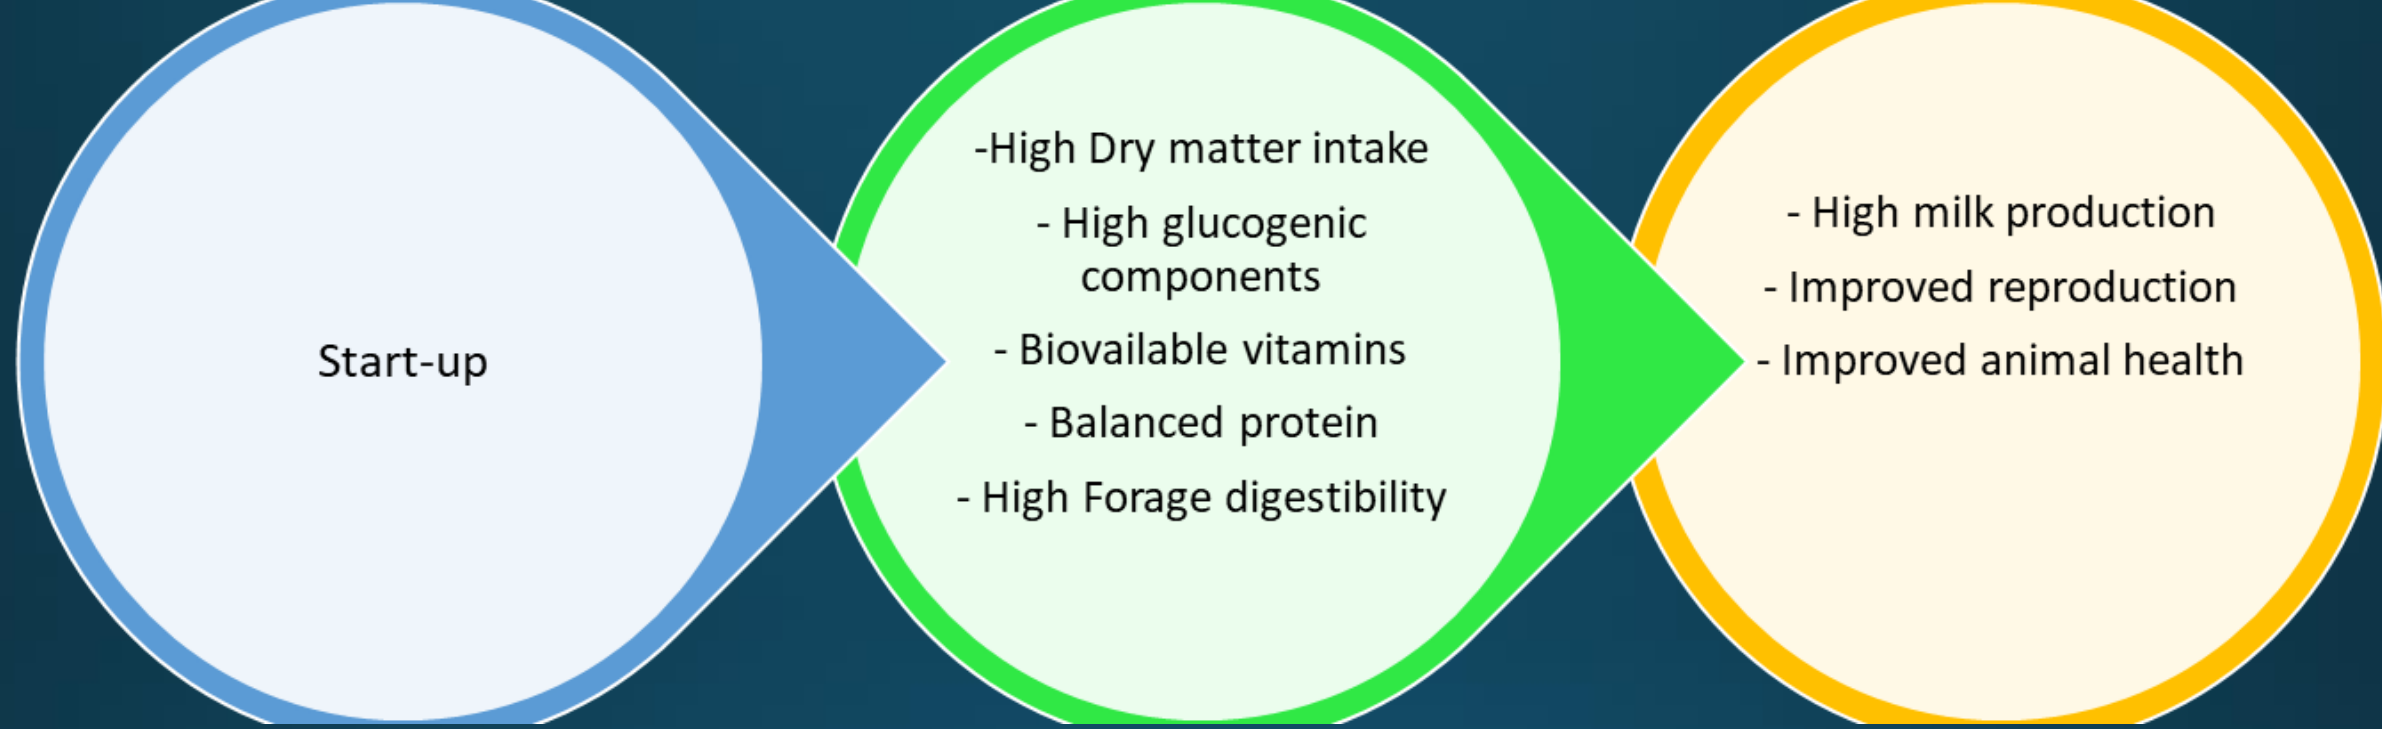 Start-up
-High Dry matter intake
- High glucogenic
components
- Biovailable vitamins
- Balanced protein
- High Forage digestibility
- High milk production
- Improved reproduction
- Improved animal health